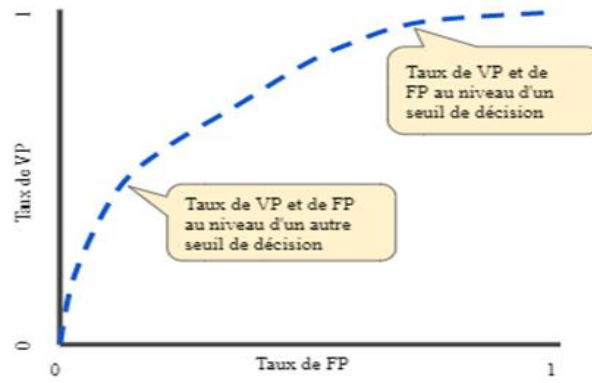 1
Taux de VP et de
FP au niveau d'un
seuil de décision
Taux de VP
Taux de VP et de FP
au niveau d'un autre
seuil de décision
0
0
Taux de FP
1